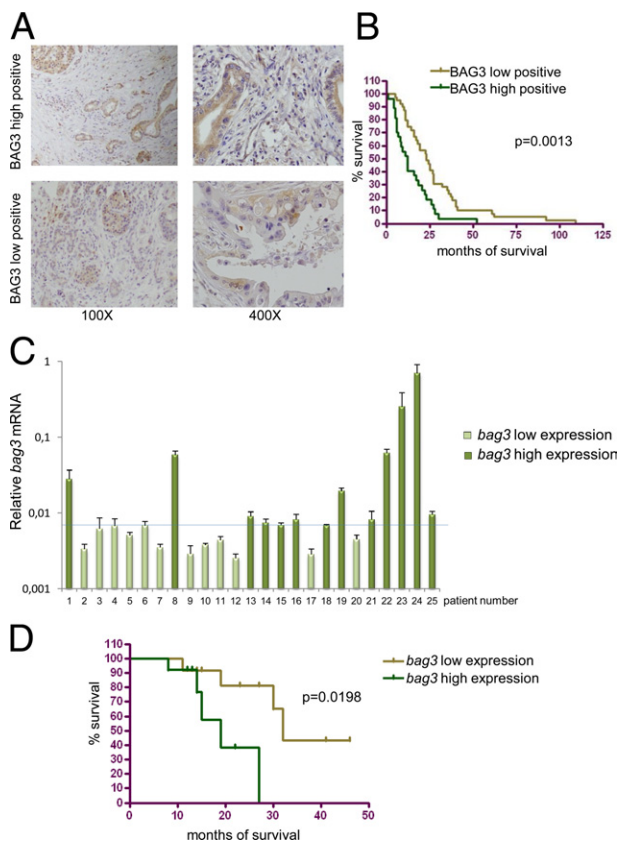 A
BAG3 high positive
BAG3 low positive
100X
400X
B
BAG3 low positive
BAG3 high positive
p=0.0013
% survival
110
100
90
80
70
60
50
40
30
20
10
0
0 25 50 75 100 125
months of survival
C
Relative bag3 mRNA
1
0,1
0,01
0,001
1 2 3 4 5 6 7 8 9 10 11 12 13 14 15 16 17 18 19 20 21 22 23 24 25 patient number
bag3 low expression
bag3 high expression
D
bag3 low expression
bag3 high expression
p=0.0198
% survival
110
100
90
80
70
60
50
40
30
20
10
0
0 10 20 30 40 50
months of survival